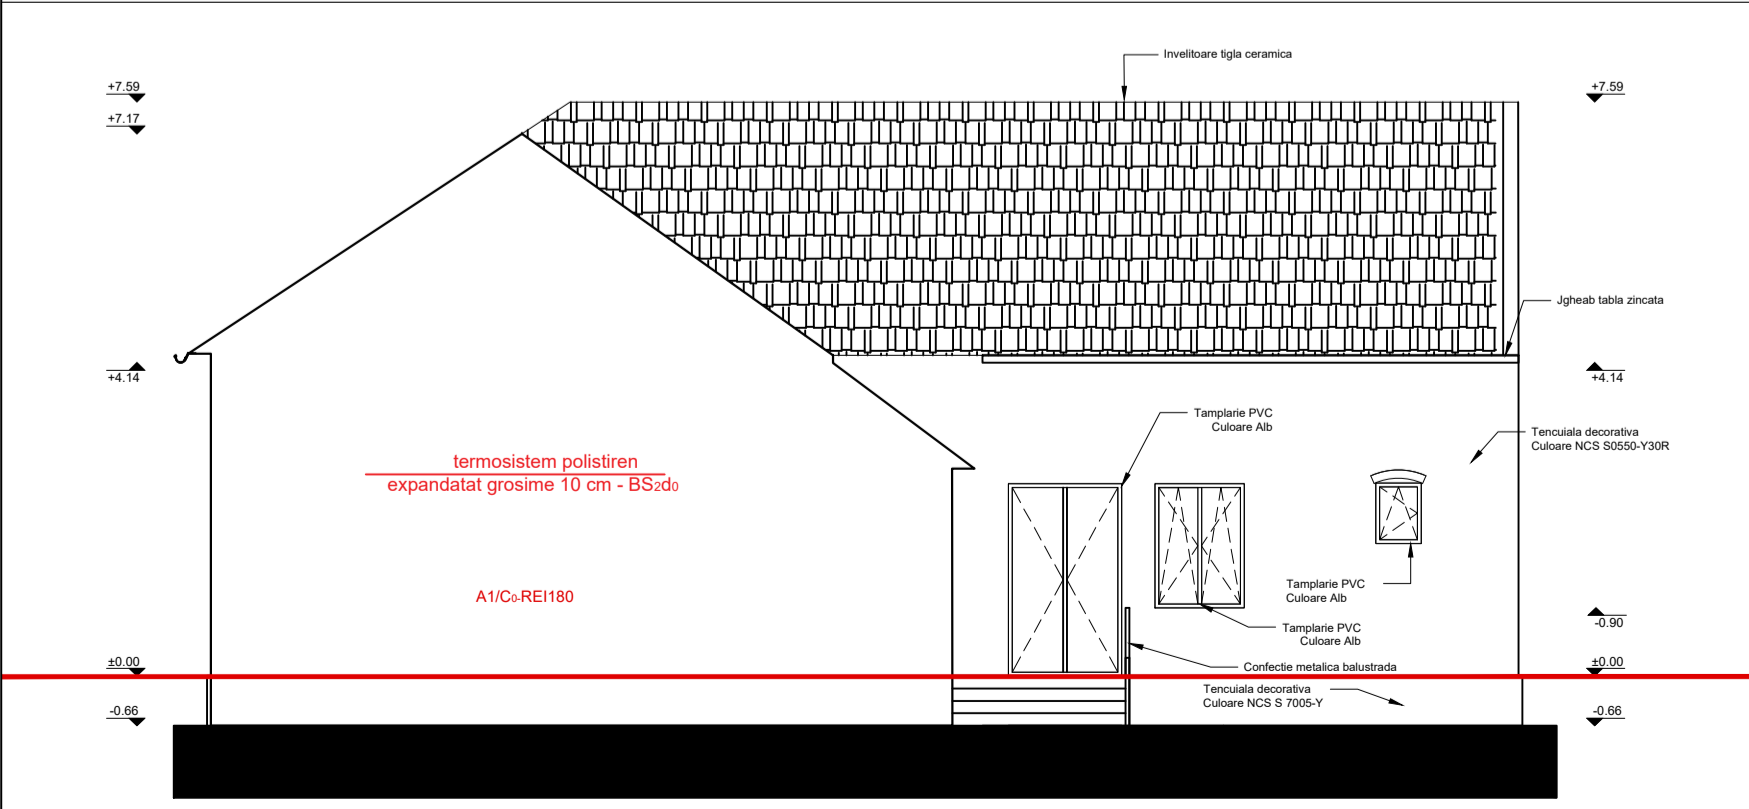 Invelitoare tigla ceramica
+7.59
+7.59
+7.17
Jgheab tabla zincata
+4.14
+4.14
Tamplarie PVC
Culoare Alb
Tencuiala decorativa
Culoare NCS S0550-Y30R
termosistem polistiren
expandatat grosime 10 cm - BS2d0
A1/C0-REI180
Tamplarie PVC
Culoare Alb
-0.90
Tamplarie PVC
Culoare Alb
±0.00
Confectie metalica balustrada
±0.00
Tencuiala decorativa
Culoare NCS S 7005-Y
-0.66
-0.66